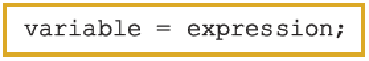 variable = expression;